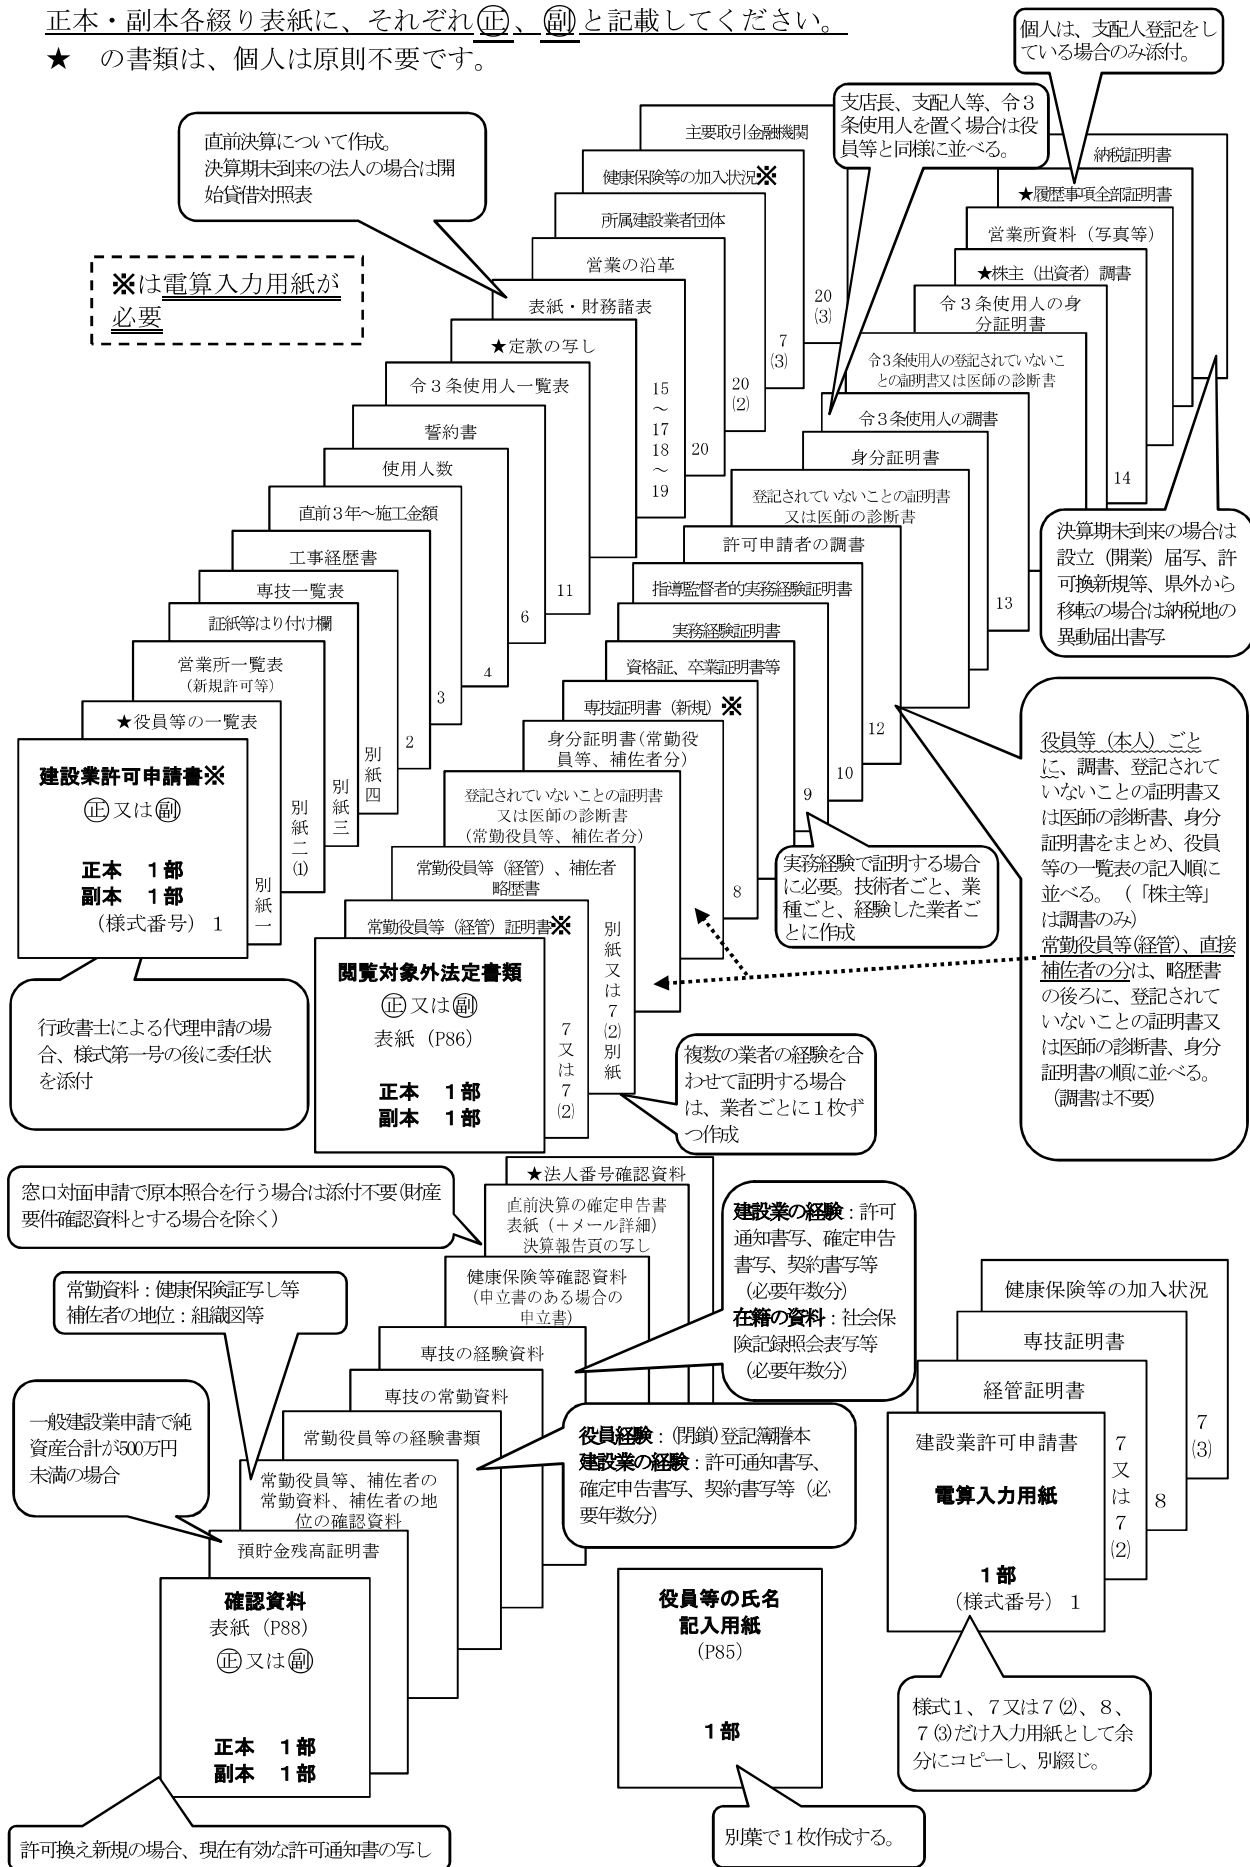 正本・副本各綴り表紙に、それぞれ㊣、副と記載してください。
★　の書類は、個人は原則不要です。
個人は、支配人登記をし
ている場合のみ添付。
支店長、支配人等、令３
条使用人を置く場合は役
員等と同様に並べる。
直前決算について作成。
決算期未到来の法人の場合は開
始貸借対照表
※は電算入力用紙が
必要
主要取引金融機関
20
(3)
健康保険等の加入状況※
7
(3)
所属建設業者団体
20
(2)
営業の沿革
20
表紙・財務諸表
15
～
17
18
～
19
★定款の写し
令３条使用人一覧表
11
誓約書
6
使用人数
4
直前３年～施工金額
3
工事経歴書
2
専技一覧表
別紙四
証紙等はり付け欄
別紙三
営業所一覧表
(新規許可等)
別紙二(1)
★役員等の一覧表
別紙一
建設業許可申請書※
正又は副
正本　１部
副本　１部
(様式番号) １
行政書士による代理申請の場
合、様式第一号の後に委任状
を添付
納税証明書
★履歴事項全部証明書
営業所資料（写真等）
★株主（出資者）調書
14
令３条使用人の身
分証明書
令３条使用人の登記されていないこ
との証明書又は医師の診断書
令３条使用人の調書
13
身分証明書
登記されていないことの証明書
又は医師の診断書
許可申請者の調書
12
指導監督者的実務経験証明書
10
実務経験証明書
9
資格証、卒業証明書等
専技証明書（新規）※
8
身分証明書(常勤役
員等、補佐者分)
登記されていないことの証明書
又は医師の診断書
(常勤役員等、補佐者分)
常勤役員等（経管）、補佐者
略歴書
別紙又は７(2)別紙
常勤役員等（経管）証明書※
７又は７(2)
閲覧対象外法定書類
正又は副
表紙（P86）
正本　１部
副本　１部
決算期未到来の場合は
設立（開業）届写、許
可換新規等、県外から
移転の場合は納税地の
異動届出書写
役員等（本人）ごと
に、調書、登記されて
いないことの証明書又
は医師の診断書、身分
証明書をまとめ、役員
等の一覧表の記入順に
並べる。（「株主等」
は調書のみ）
常勤役員等(経管)、直接
補佐者の分は、略歴書
の後ろに、登記されて
いないことの証明書又
は医師の診断書、身分
証明書の順に並べる。
（調書は不要）
実務経験で証明する場合
に必要。技術者ごと、業
種ごと、経験した業者ご
とに作成
複数の業者の経験を合
わせて証明する場合
は、業者ごとに１枚ず
つ作成
窓口対面申請で原本照合を行う場合は添付不要(財産
要件確認資料とする場合を除く)
常勤資料：健康保険証写し等
補佐者の地位：組織図等
一般建設業申請で純
資産合計が500万円
未満の場合
★法人番号確認資料
直前決算の確定申告書
表紙（＋メール詳細）
決算報告頁の写し
健康保険等確認資料
(申立書のある場合の
申立書)
専技の経験資料
専技の常勤資料
常勤役員等の経験書類
常勤役員等、補佐者の
常勤資料、補佐者の地
位の確認資料
預貯金残高証明書
確認資料
表紙（P88）
正又は副
正本　１部
副本　１部
許可換え新規の場合、現在有効な許可通知書の写し
建設業の経験：許可
通知書写、確定申告
書写、契約書写等
（必要年数分）
在籍の資料：社会保
険記録照会表写等
（必要年数分）
役員経験：(閉鎖)登記簿謄本
建設業の経験：許可通知書写、
確定申告書写、契約書写等（必
要年数分）
役員等の氏名
記入用紙
（P85）
１部
別葉で１枚作成する。
健康保険等の加入状況
7
(3)
専技証明書
8
経管証明書
７又は７(2)
建設業許可申請書
電算入力用紙
１部
（様式番号）１
様式１、７又は７(2)、８、
７(3)だけ入力用紙として余
分にコピーし、別綴じ。